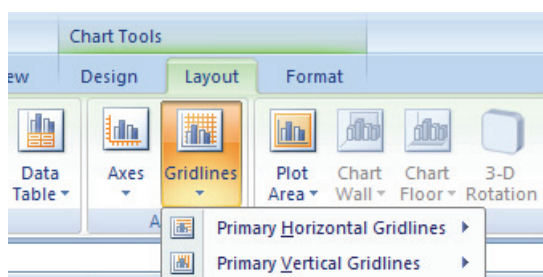 Chart Tools
ew Design Layout Format
Data Table Axes Gridlines Plot Area Chart Wall Chart Floor 3-D Rotation
A
Primary Horizontal Gridlines
Primary Vertical Gridlines